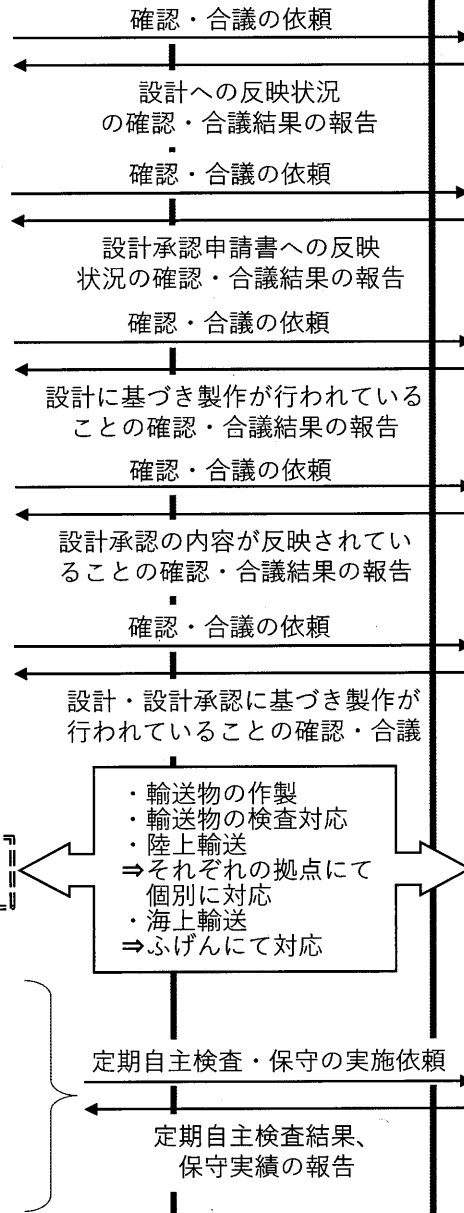 確認・合議の依頼
設計への反映状況
の確認・合議結果の報告
確認・合議の依頼
設計承認申請書への反映
状況の確認・合議結果の報告
確認・合議の依頼
設計に基づき製作が行われている
ことの確認・合議結果の報告
確認・合議の依頼
設計承認の内容が反映されてい
ることの確認・合議結果の報告
確認・合議の依頼
設計・設計承認に基づき製作が
行われていることの確認・合議
・輸送物の作製
・輸送物の検査対応
・陸上輸送
⇒それぞれの拠点にて
個別に対応
・海上輸送
⇒ふげんにて対応
定期自主検査・保守の実施依頼
定期自主検査結果、
保守実績の報告